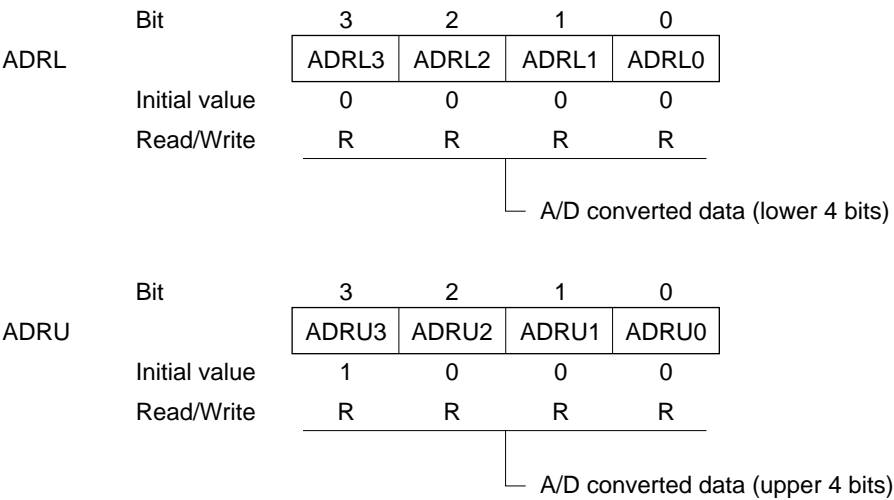 Bit 3 2 1 0
ADRL ADRL3 ADRL2 ADRL1 ADRL0
Initial value 0 0 0 0
Read/Write R R R R
A/D converted data (lower 4 bits)
Bit 3 2 1 0
ADRU ADRU3 ADRU2 ADRU1 ADRU0
Initial value 1 0 0 0
Read/Write R R R R
A/D converted data (upper 4 bits)